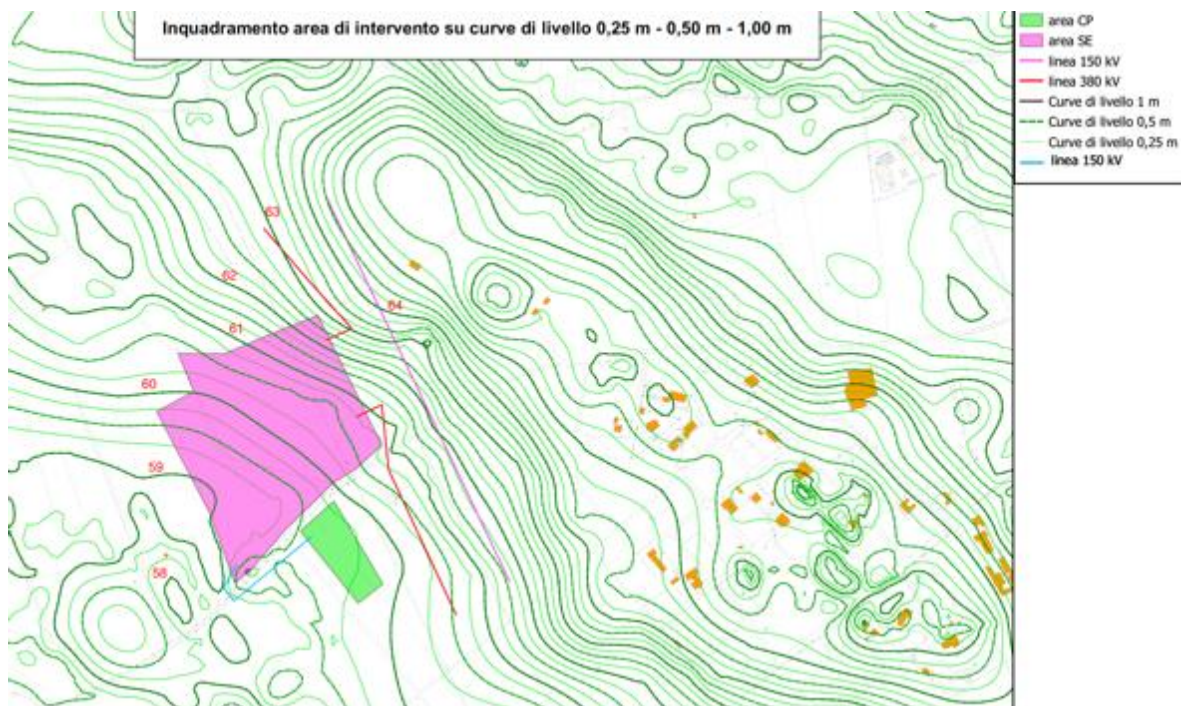 Inquadramento area di intervento su curve di livello 0,25 m - 0,50 m - 1,00 m
area CP
area SE
linea 150 kV
linea 380 kV
Curve di livello 1 m
Curve di livello 0,5 m
Curve di livello 0,25 m
linea 150 kV
63
62
64
61
60
59
58